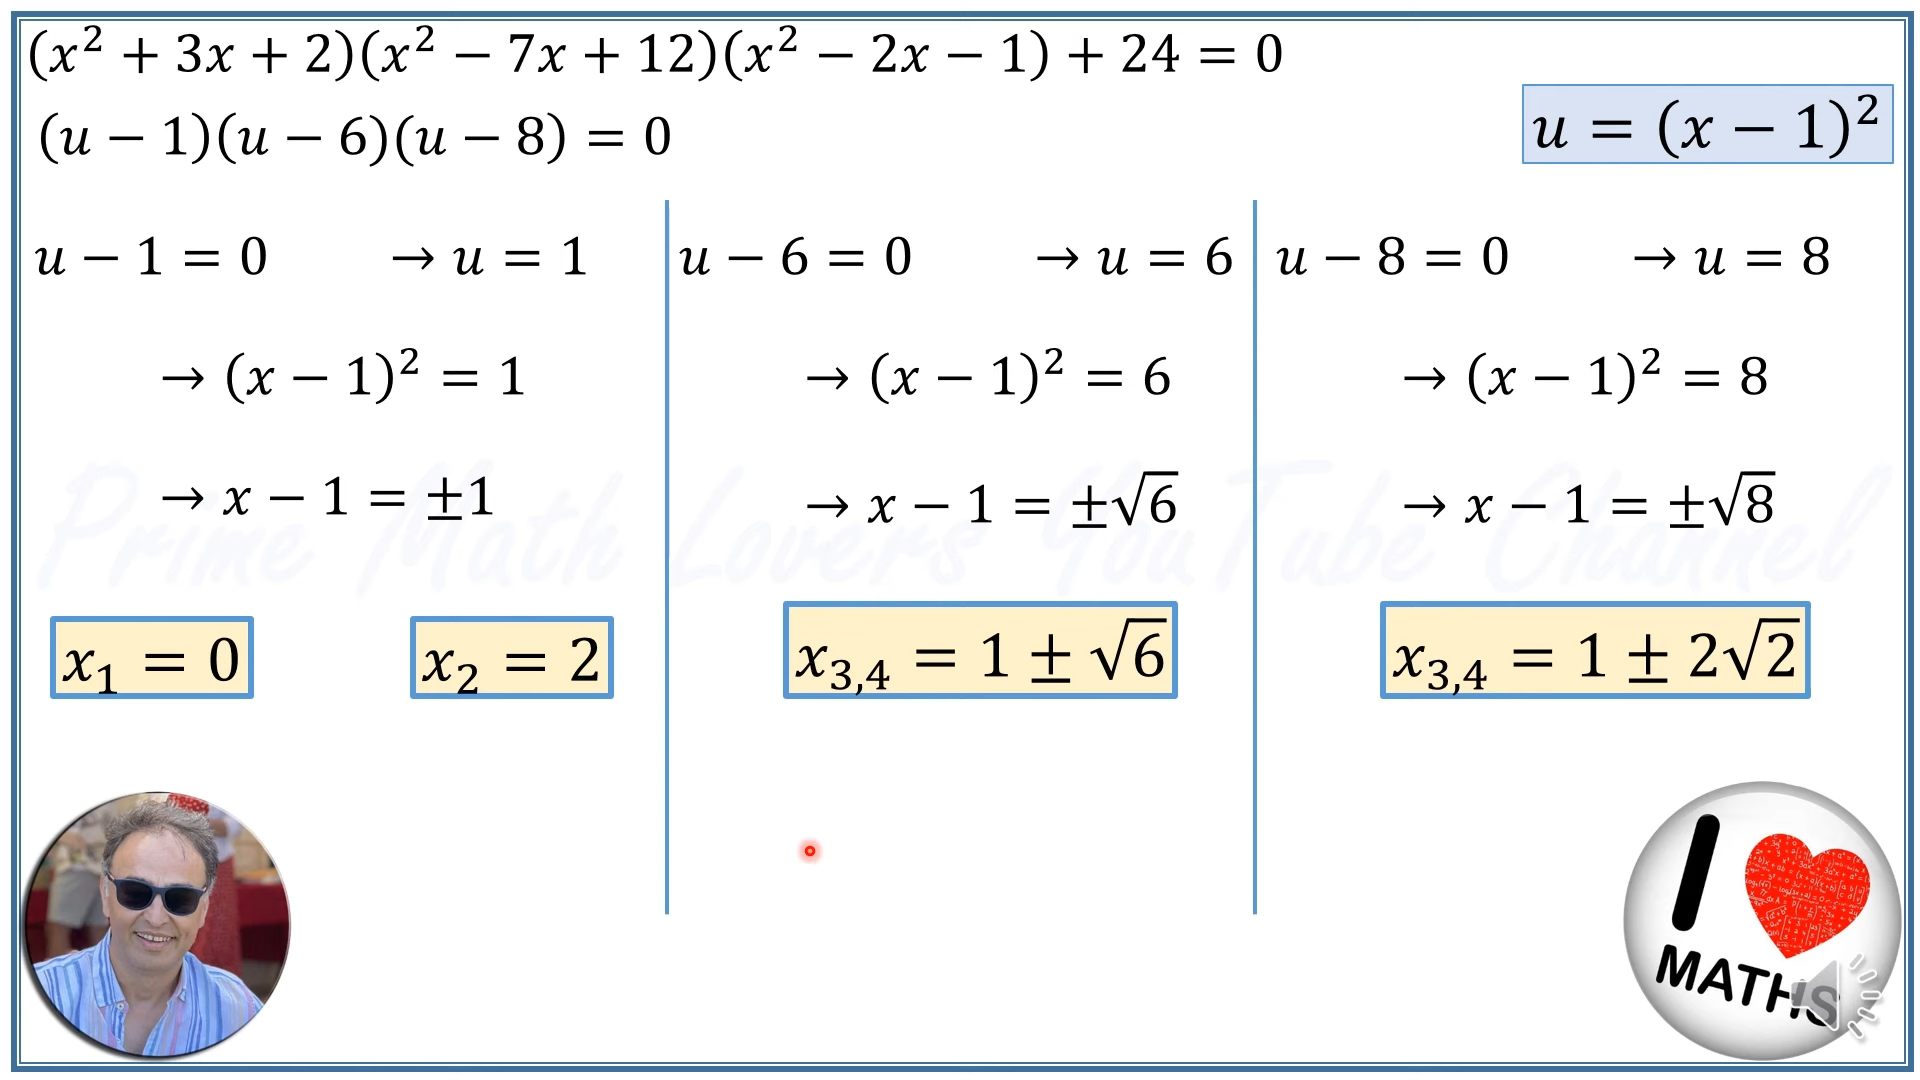 (x² + 3x + 2)(x² − 7x + 12)(x² − 2x − 1) + 24 = 0
(u − 1)(u − 6)(u − 8) = 0
u = (x − 1)²
u − 1 = 0 → u = 1
→ (x − 1)² = 1
→ x − 1 = ±1
x₁ = 0
x₂ = 2
u − 6 = 0 → u = 6
→ (x − 1)² = 6
→ x − 1 = ±√6
x₃,₄ = 1 ± √6
u − 8 = 0 → u = 8
→ (x − 1)² = 8
→ x − 1 = ±√8
x₃,₄ = 1 ± 2√2
Prime Math Lovers YouTube Channel
I
MATHS